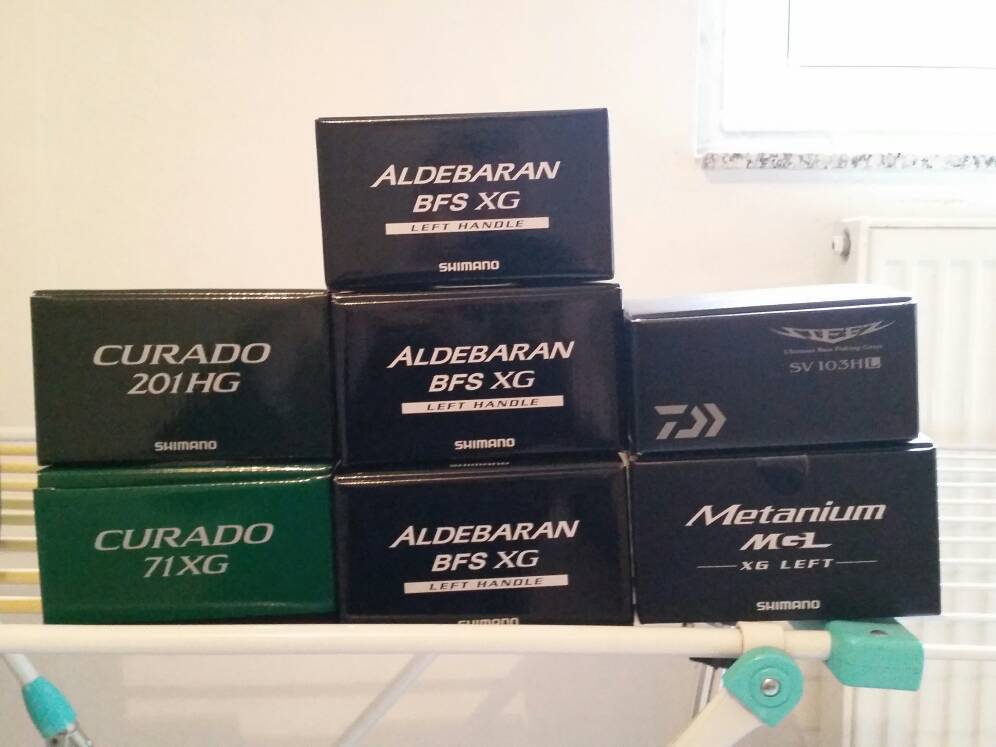 ALDEBARAN
BFS XG
LEFT HANDLE
SHIMANO
CURADO
201HG
SHIMANO
ALDEBARAN
BFS XG
LEFT HANDLE
SHIMANO
STEEZ
SV 103HL
CURADO
71XG
ALDEBARAN
BFS XG
LEFT HANDLE
SHIMANO
Metanium
MGL
XG LEFT
SHIMANO